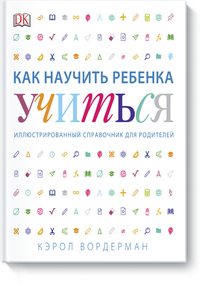 DK
КАК НАУЧИТЬ РЕБЕНКА
УЧИТЬСЯ
ИЛЛЮСТРИРОВАННЫЙ СПРАВОЧНИК ДЛЯ РОДИТЕЛЕЙ
КЭРОЛ ВОРДЕРМАН